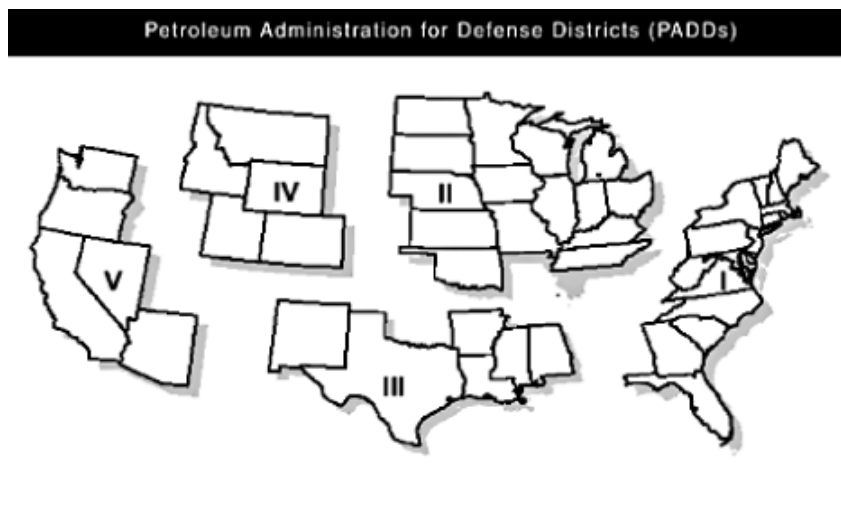 Petroleum Administration for Defense Districts (PADDs)
IV
II
V
I
III